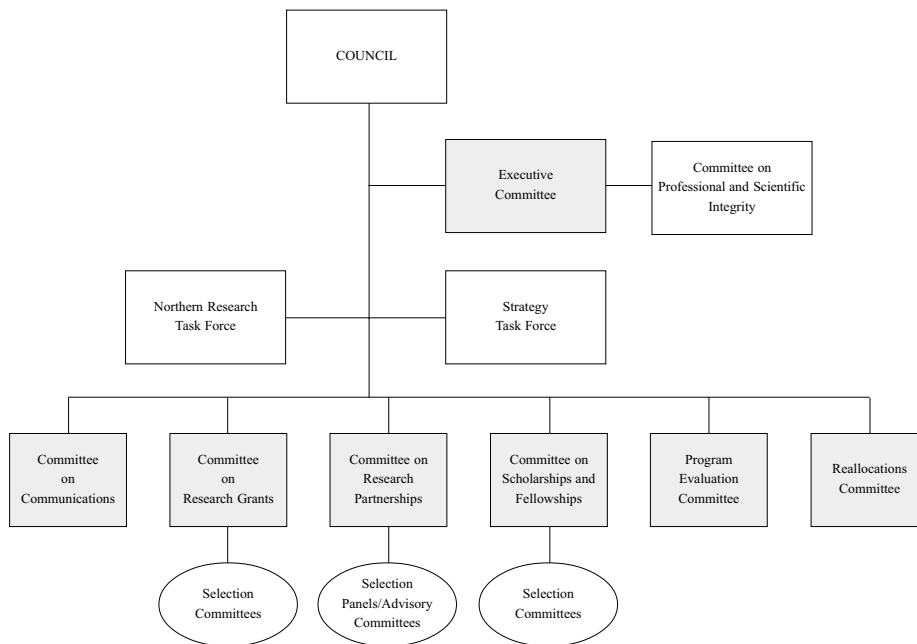 COUNCIL
Executive
Committee
Committee on
Professional and Scientific
Integrity
Northern Research
Task Force
Strategy
Task Force
Committee
on
Communications
Committee
on
Research Grants
Committee on
Research
Partnerships
Committee on
Scholarships and
Fellowships
Program
Evaluation
Committee
Reallocations
Committee
Selection
Committees
Selection
Panels/Advisory
Committees
Selection
Committees